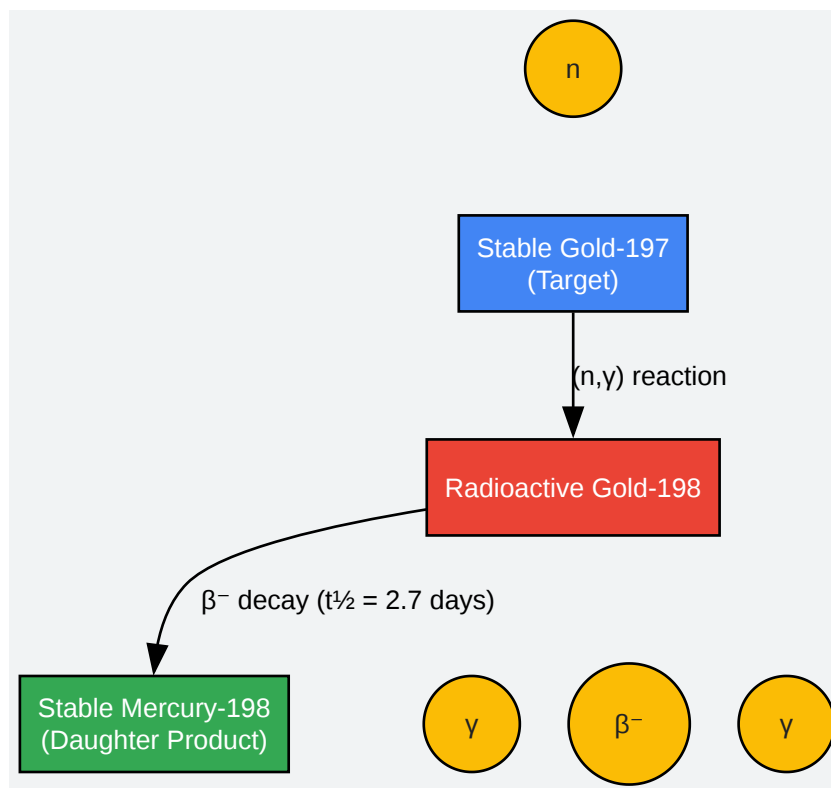 n
Stable Gold-197
(Target)
(n,γ) reaction
Radioactive Gold-198
β⁻ decay (t½ = 2.7 days)
Stable Mercury-198
(Daughter Product)
γ
β⁻
γ